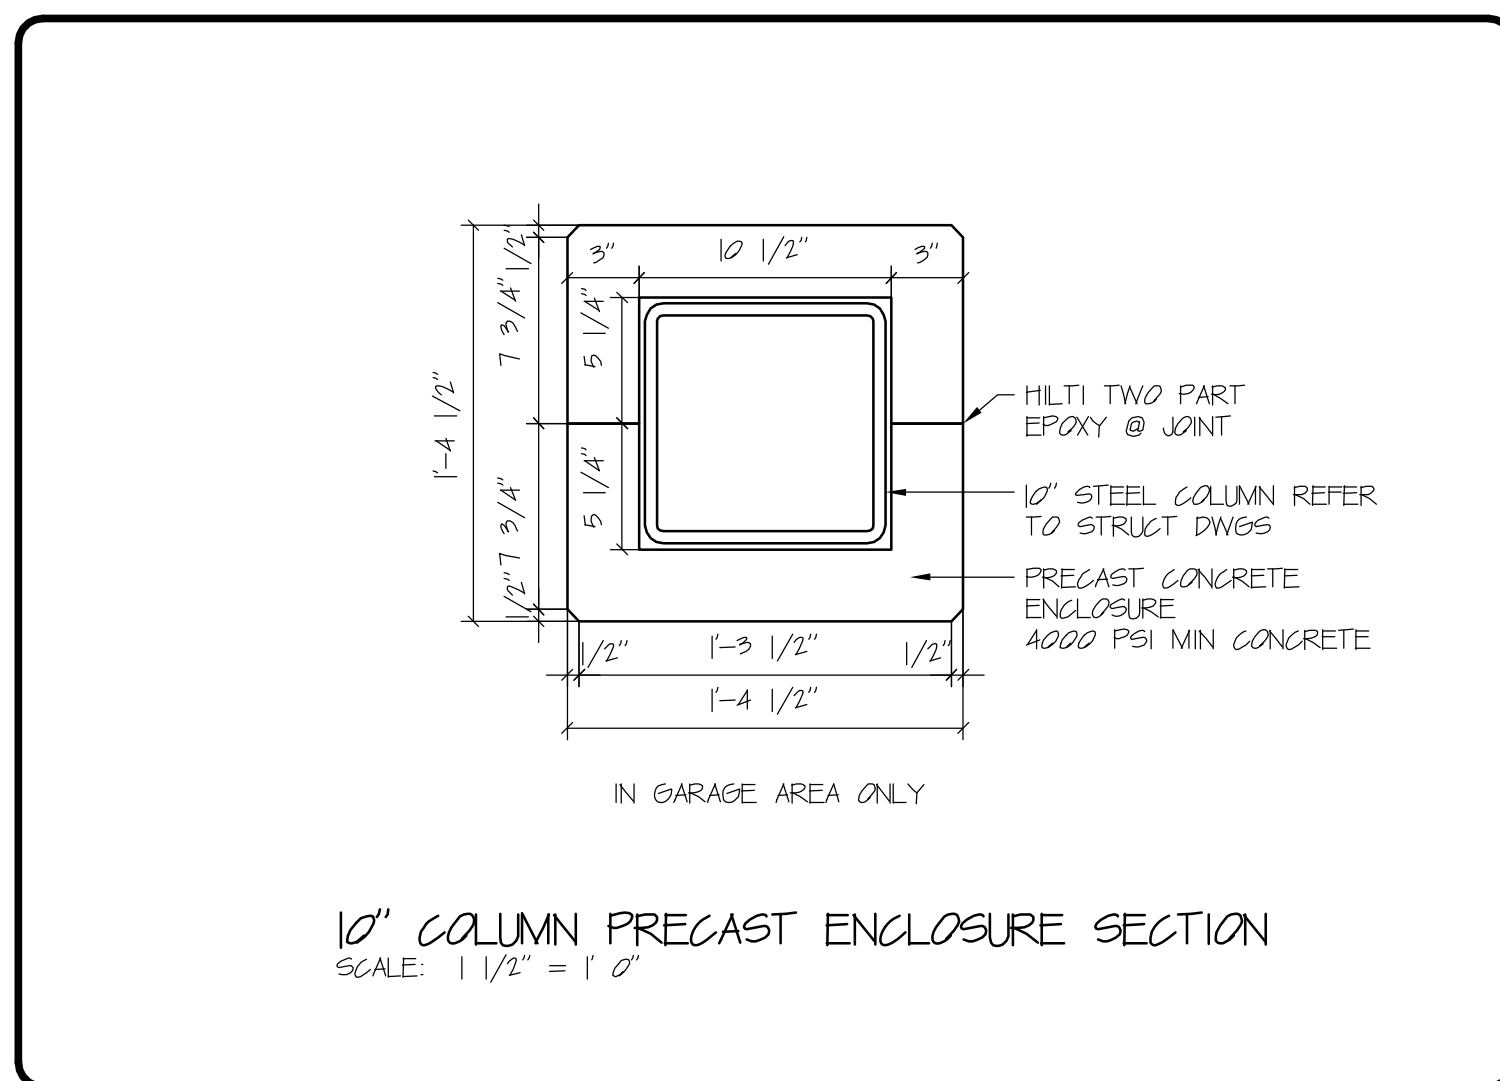 3" 10 1/2" 3"
1/2"
7 3/4"
5 1/4"
1'-4 1/2"
5 1/4"
7 3/4"
1/2"
HILTI TWO PART
EPOXY @ JOINT
10" STEEL COLUMN REFER
TO STRUCT DWGS
PRECAST CONCRETE
ENCLOSURE
4000 PSI MIN CONCRETE
1/2" 1'-3 1/2" 1/2"
1'-4 1/2"
IN GARAGE AREA ONLY
10" COLUMN PRECAST ENCLOSURE SECTION
SCALE: 1 1/2" = 1' 0"